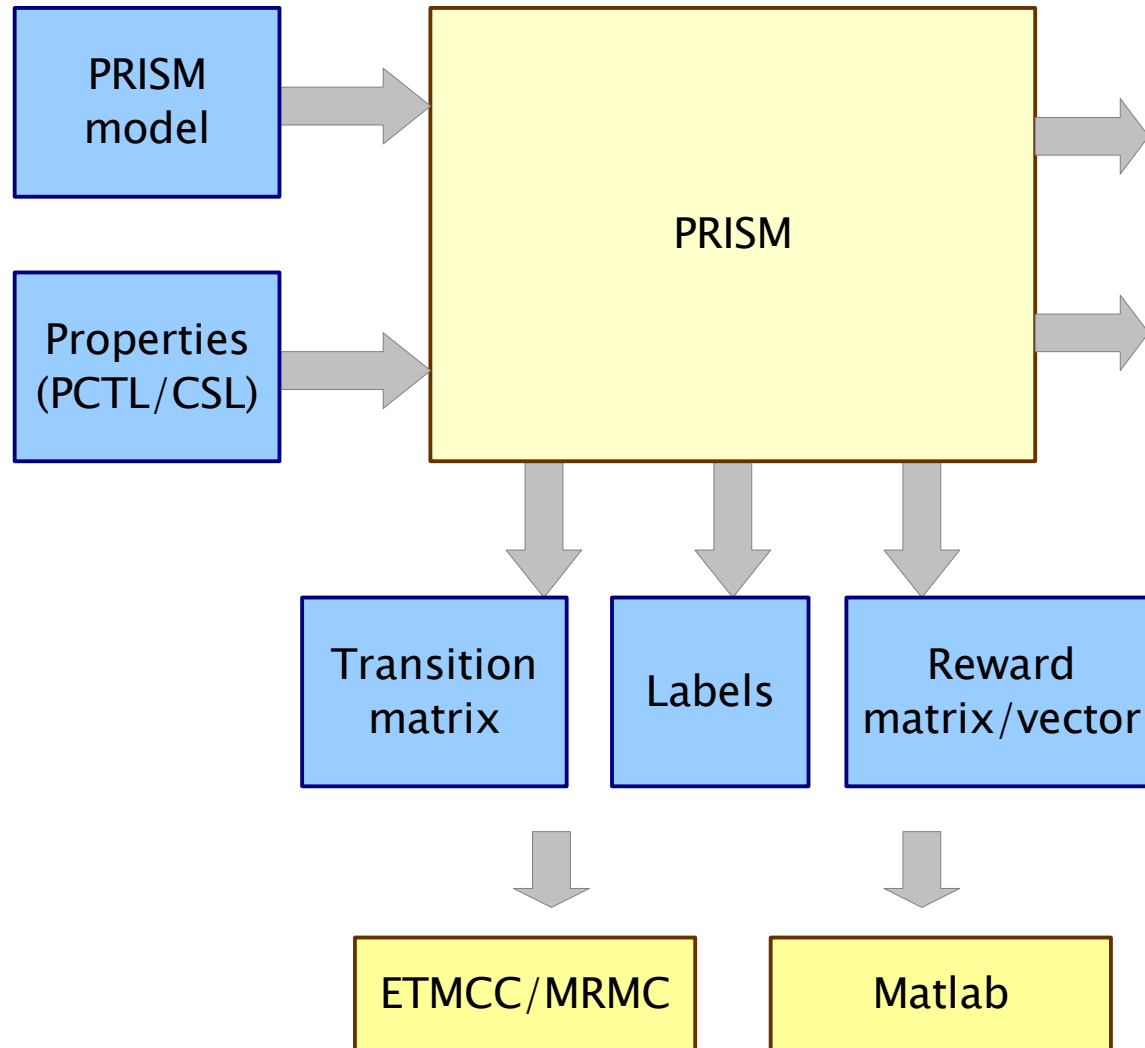 PRISM
model
PRISM
Properties
(PCTL/CSL)
Transition
matrix
Labels
Reward
matrix/vector
ETMCC/MRMC
Matlab